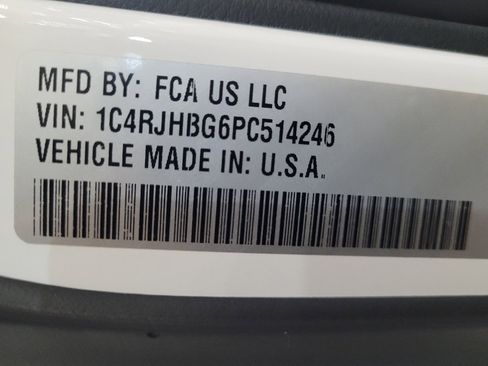 MFD BY: FCA US LLC
VIN: 1C4RJHBG6PC514246
VEHICLE MADE IN: U.S.A.